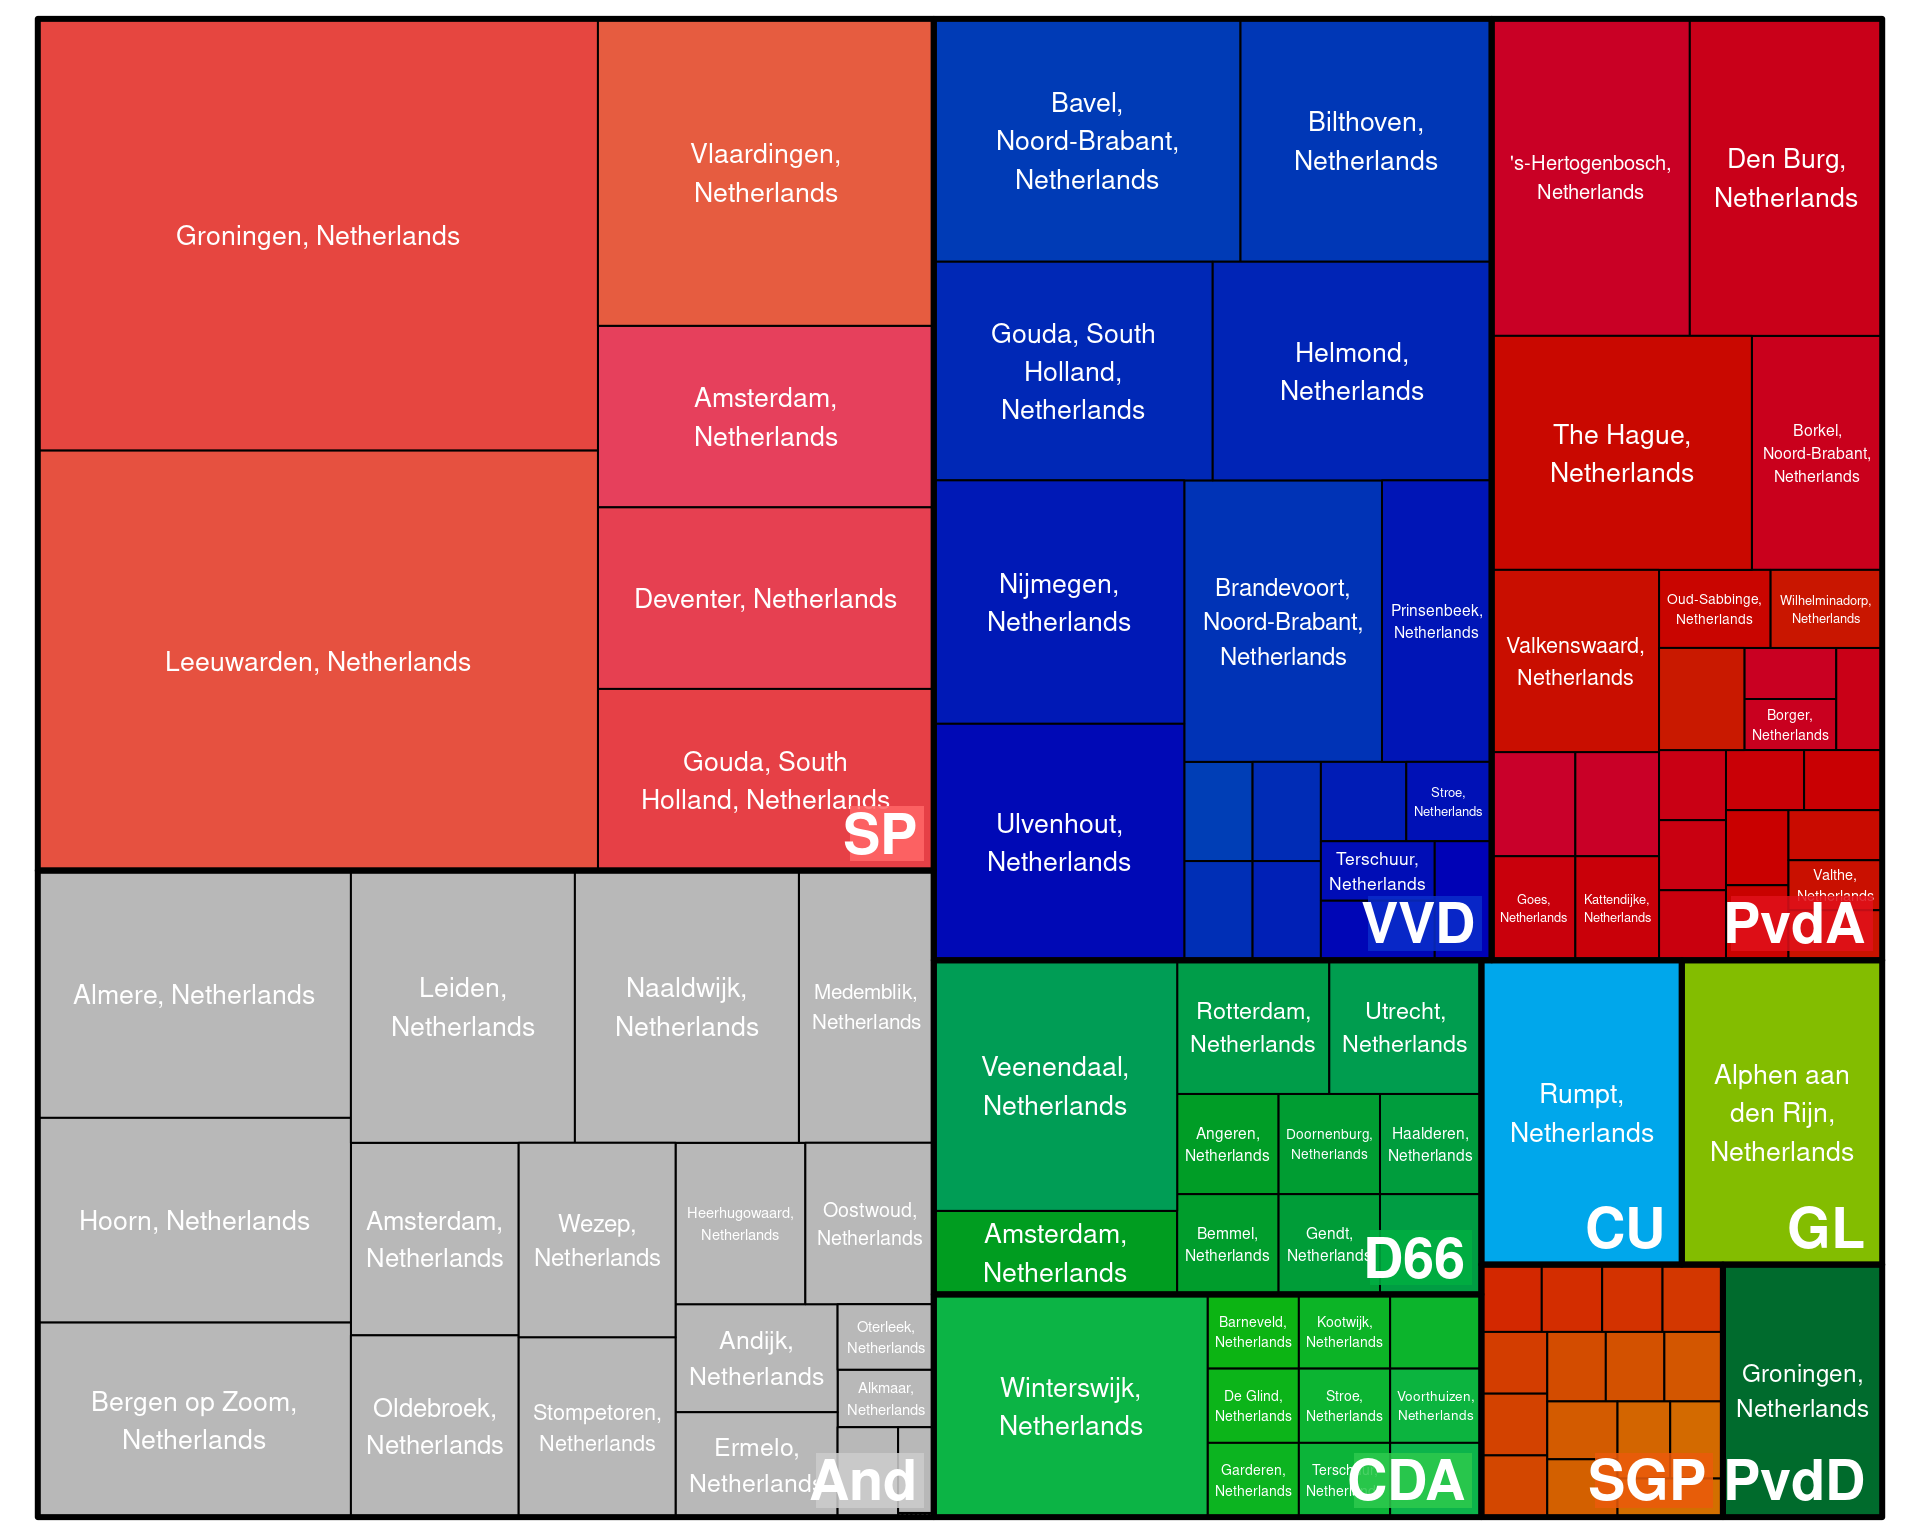 Groningen, Netherlands
Leeuwarden, Netherlands
Vlaardingen,
Netherlands
Amsterdam,
Netherlands
Deventer, Netherlands
Gouda, South
Holland, Netherlands
SP
Almere, Netherlands
Hoorn, Netherlands
Bergen op Zoom,
Netherlands
Leiden,
Netherlands
Naaldwijk,
Netherlands
Medemblik,
Netherlands
Amsterdam,
Netherlands
Oldebroek,
Netherlands
Wezep,
Netherlands
Stompetoren,
Netherlands
Heerhugowaard,
Netherlands
Oostwoud,
Netherlands
Andijk,
Netherlands
Ermelo,
Netherlands
Oterleek,
Netherlands
Alkmaar,
Netherlands
And
Bavel,
Noord-Brabant,
Netherlands
Bilthoven,
Netherlands
Gouda, South
Holland,
Netherlands
Helmond,
Netherlands
Nijmegen,
Netherlands
Ulvenhout,
Netherlands
Brandevoort,
Noord-Brabant,
Netherlands
Prinsenbeek,
Netherlands
Stroe,
Netherlands
Terschuur,
Netherlands
VVD
's-Hertogenbosch,
Netherlands
Den Burg,
Netherlands
The Hague,
Netherlands
Borkel,
Noord-Brabant,
Netherlands
Valkenswaard,
Netherlands
Oud-Sabbinge,
Netherlands
Wilhelminadorp,
Netherlands
Borger,
Netherlands
Goes,
Netherlands
Kattendijke,
Netherlands
Valthe,
Netherlands
PvdA
Veenendaal,
Netherlands
Amsterdam,
Netherlands
Rotterdam,
Netherlands
Utrecht,
Netherlands
Angeren,
Netherlands
Doornenburg,
Netherlands
Haalderen,
Netherlands
Bemmel,
Netherlands
Gendt,
Netherlands
D66
Winterswijk,
Netherlands
Barneveld,
Netherlands
Kootwijk,
Netherlands
De Glind,
Netherlands
Stroe,
Netherlands
Voorthuizen,
Netherlands
Garderen,
Netherlands
CDA
Rumpt,
Netherlands
CU
Alphen aan
den Rijn,
Netherlands
GL
SGP
Groningen,
Netherlands
PvdD